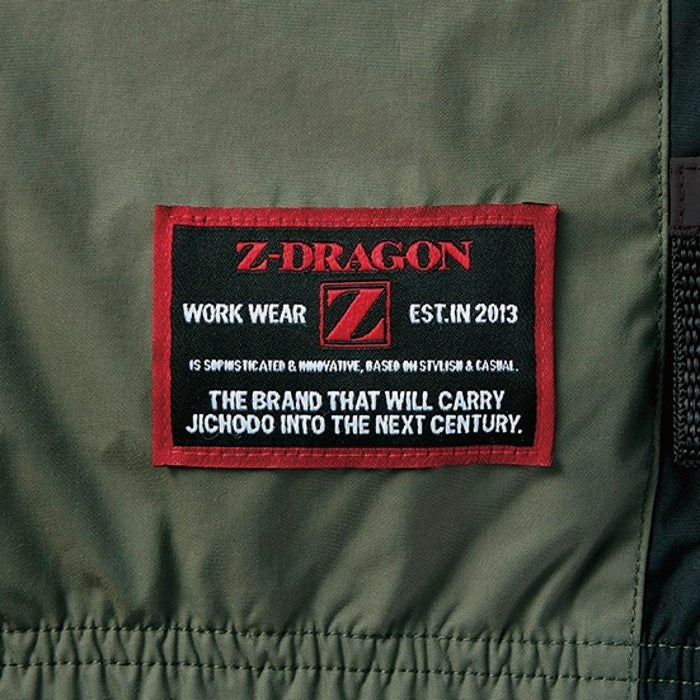 Z-DRAGON
WORK WEAR Z EST.IN 2013
IS SOPHISTICATED & INNOVATIVE, BASED ON STYLISH & CASUAL.
THE BRAND THAT WILL CARRY
JICHODO INTO THE NEXT CENTURY.